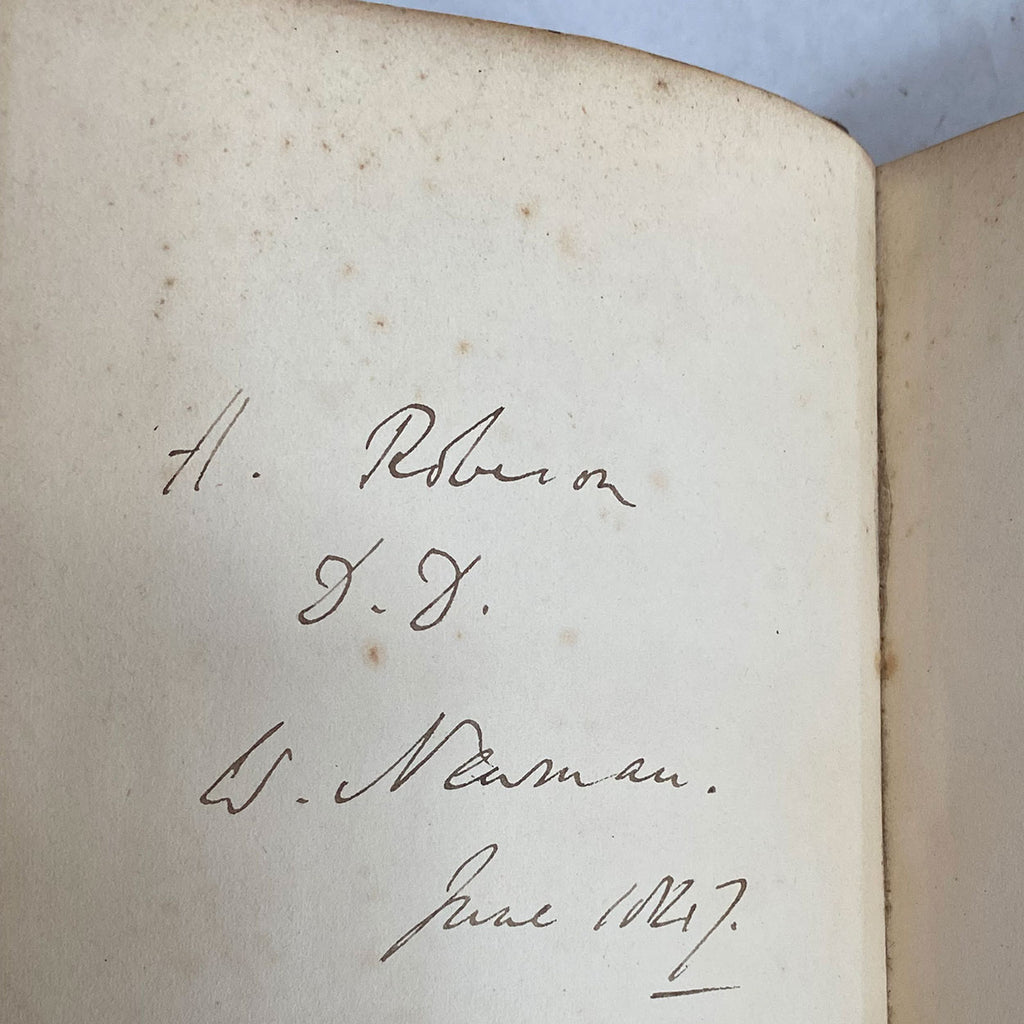 H. Roberson
D. D.
W. Newman.
June 1847.